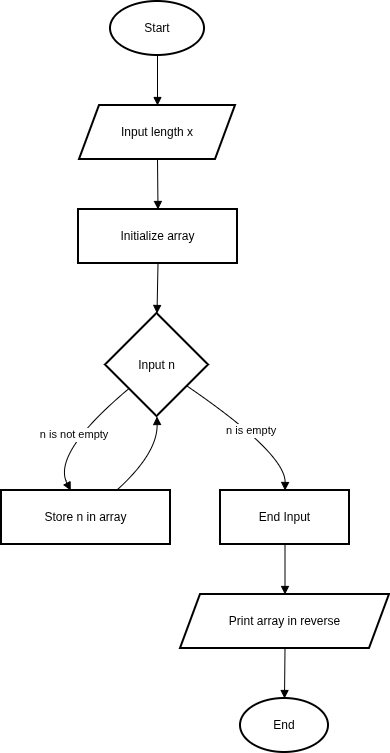 Start
Input length x
Initialize array
Input n
n is not empty
n is empty
Store n in array
End Input
Print array in reverse
End